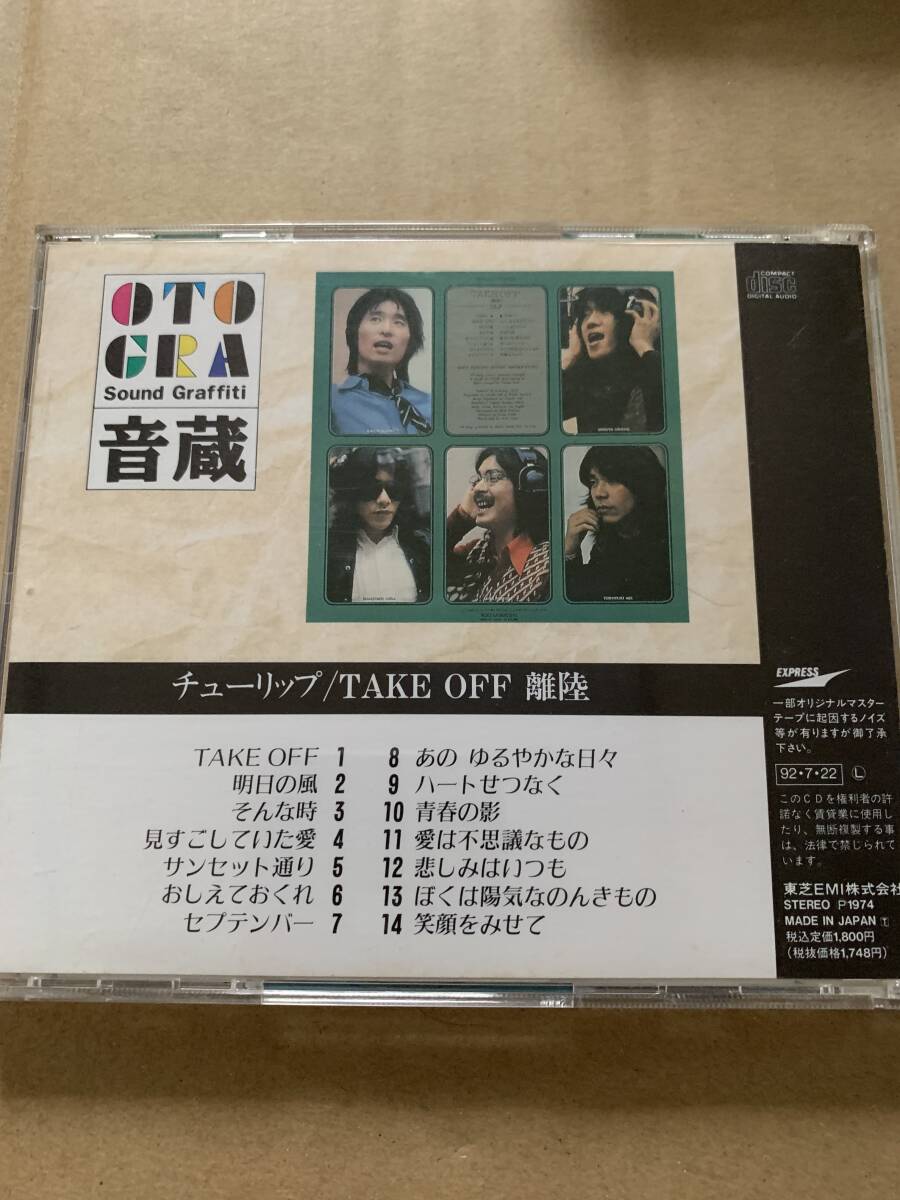 OTO
GRA
Sound Graffiti
音蔵
TAKE OFF
COMPACT
disc
DIGITAL AUDIO
チューリップ/TAKE OFF 離陸
TAKE OFF 1
明日の風 2
そんな時 3
見すごしていた愛 4
サンセット通り 5
おしえておくれ 6
セプテンバー 7
8 あの ゆるやかな日々
9 ハートせつなく
10 青春の影
11 愛は不思議なもの
12 悲しみはいつも
13 ぼくは陽気なのんきもの
14 笑顔をみせて
EXPRESS
一部オリジナルマスター
テープに起因するノイズ
等が有りますが御了承
下さい。
92・7・22 Ⓛ
このCDを権利者の許
諾なく賃貸業に使用し
たり、無断複製する事
は、法律で禁じられて
います。
東芝EMI株式会社
STEREO P1974
MADE IN JAPAN T
税込定価1,800円
(税抜価格1,748円)